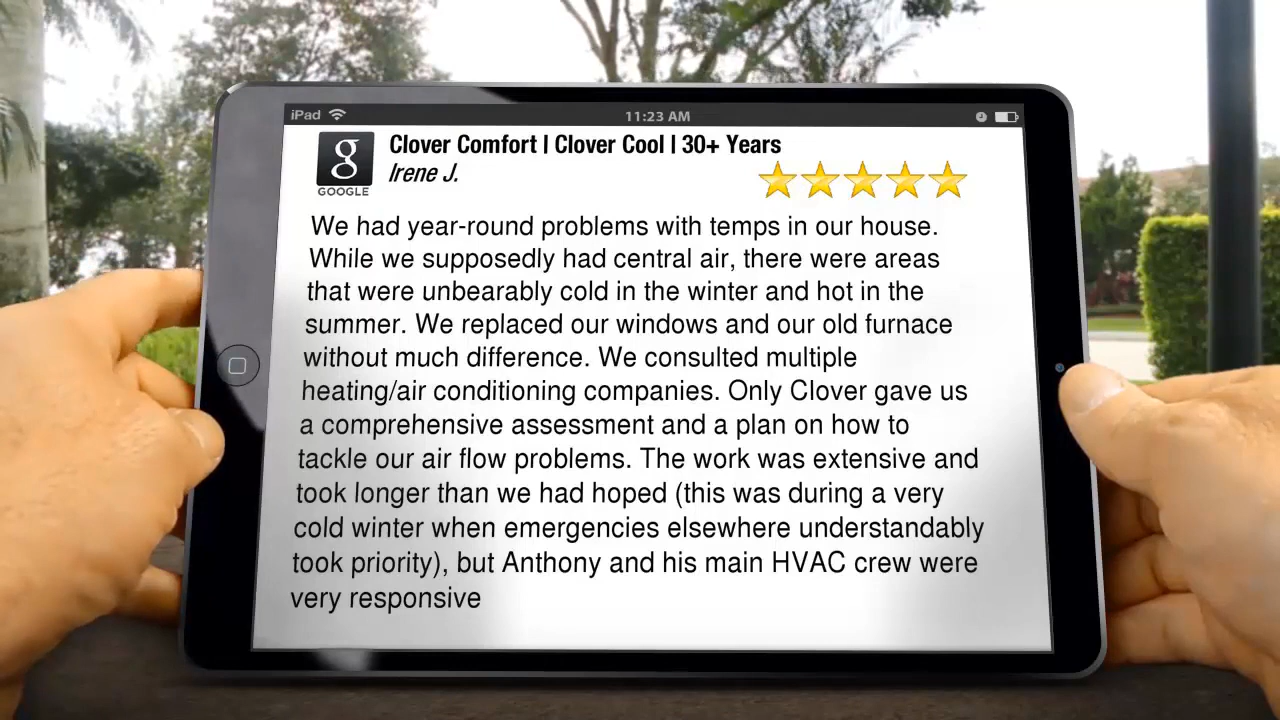 iPad 11:23 AM
g
GOOGLE
Clover Comfort | Clover Cool | 30+ Years
Irene J.
We had year-round problems with temps in our house.
While we supposedly had central air, there were areas
that were unbearably cold in the winter and hot in the
summer. We replaced our windows and our old furnace
without much difference. We consulted multiple
heating/air conditioning companies. Only Clover gave us
a comprehensive assessment and a plan on how to
tackle our air flow problems. The work was extensive and
took longer than we had hoped (this was during a very
cold winter when emergencies elsewhere understandably
took priority), but Anthony and his main HVAC crew were
very responsive